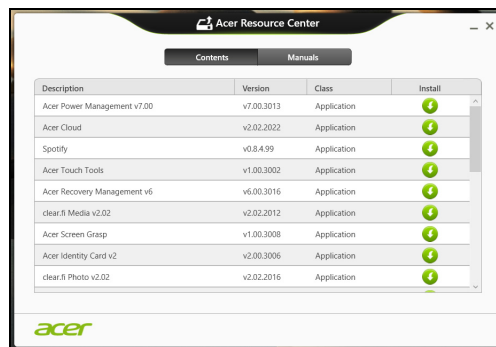 Acer Resource Center
Contents Manuals
Description Version Class Install
Acer Power Management v7.00 v7.00.3013 Application
Acer Cloud v2.02.2022 Application
Spotify v0.8.4.99 Application
Acer Touch Tools v1.00.3002 Application
Acer Recovery Management v6 v6.00.3016 Application
clear.fi Media v2.02 v2.02.2012 Application
Acer Screen Grasp v1.00.3008 Application
Acer Identity Card v2 v2.00.3006 Application
clear.fi Photo v2.02 v2.02.2016 Application
acer